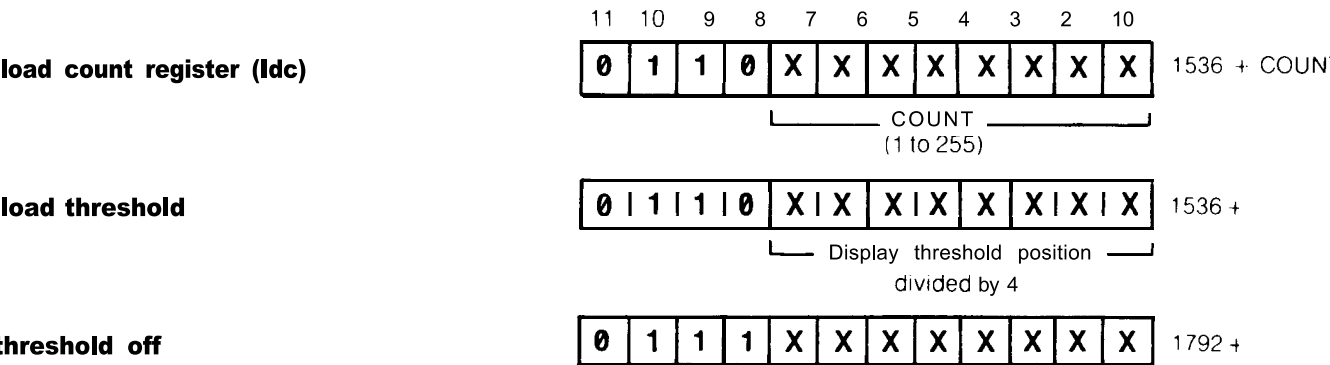 11 10 9 8 7 6 5 4 3 2 10
load count register (ldc) 0 1 1 0 X X X X X X X X 1536 + COUN
COUNT
(1 to 255)
load threshold 0 1 1 0 X X X X X X X X 1536 +
Display threshold position
divided by 4
threshold off 0 1 1 1 X X X X X X X X 1792 +